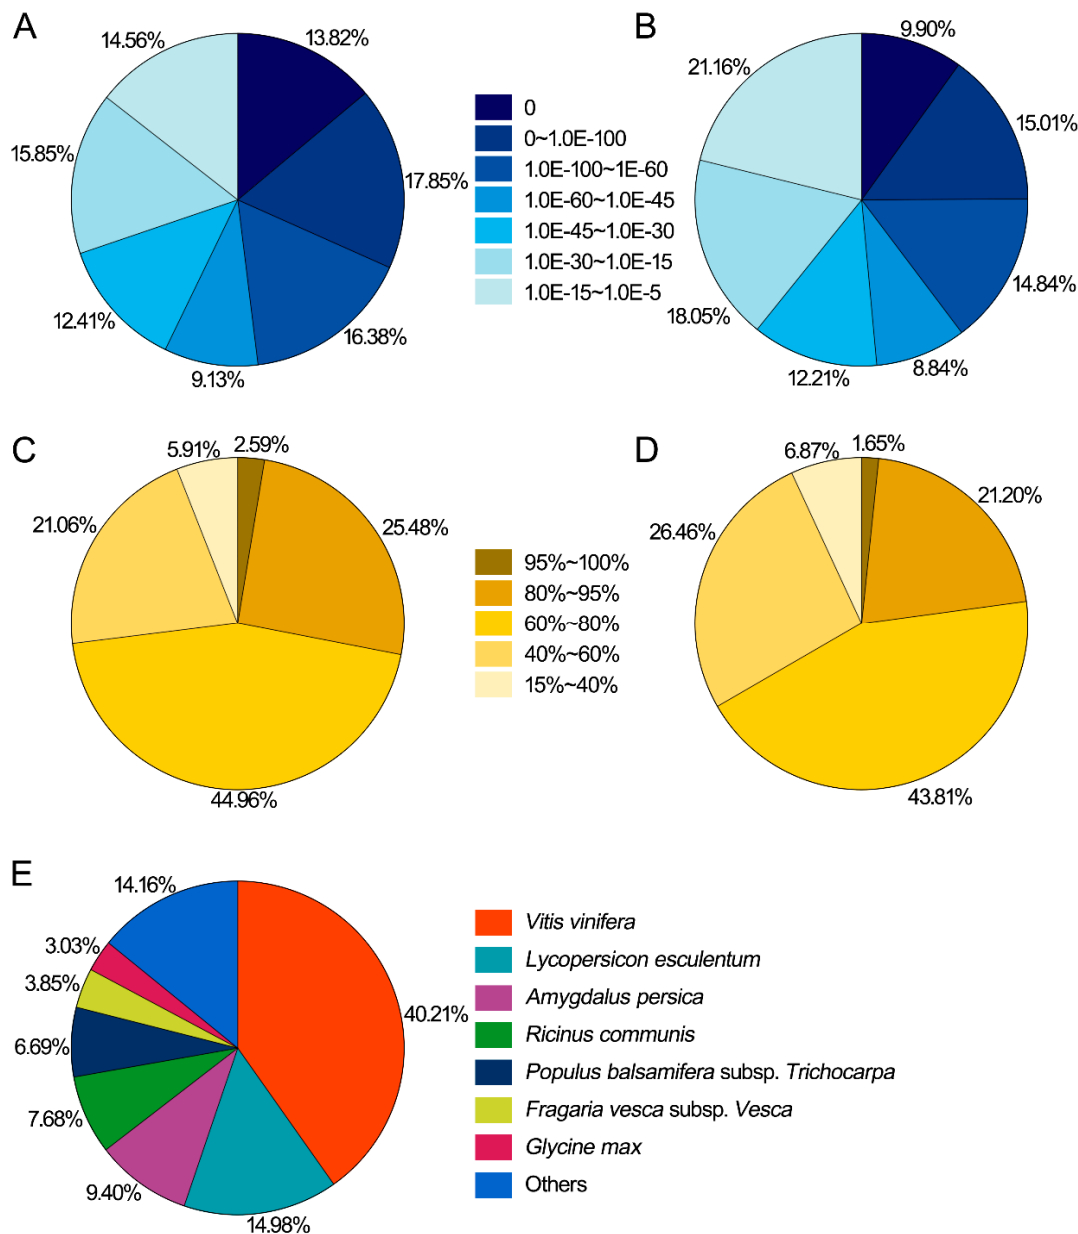 A
14.56%
13.82%
15.85%
17.85%
12.41%
16.38%
9.13%
0
0~1.0E-100
1.0E-100~1E-60
1.0E-60~1.0E-45
1.0E-45~1.0E-30
1.0E-30~1.0E-15
1.0E-15~1.0E-5
B
9.90%
21.16%
15.01%
14.84%
18.05%
12.21%
8.84%
C
5.91%
2.59%
21.06%
25.48%
44.96%
95%~100%
80%~95%
60%~80%
40%~60%
15%~40%
D
6.87%
1.65%
26.46%
21.20%
43.81%
E
14.16%
3.03%
3.85%
40.21%
6.69%
7.68%
9.40%
14.98%
Vitis vinifera
Lycopersicon esculentum
Amygdalus persica
Ricinus communis
Populus balsamifera subsp. Trichocarpa
Fragaria vesca subsp. Vesca
Glycine max
Others